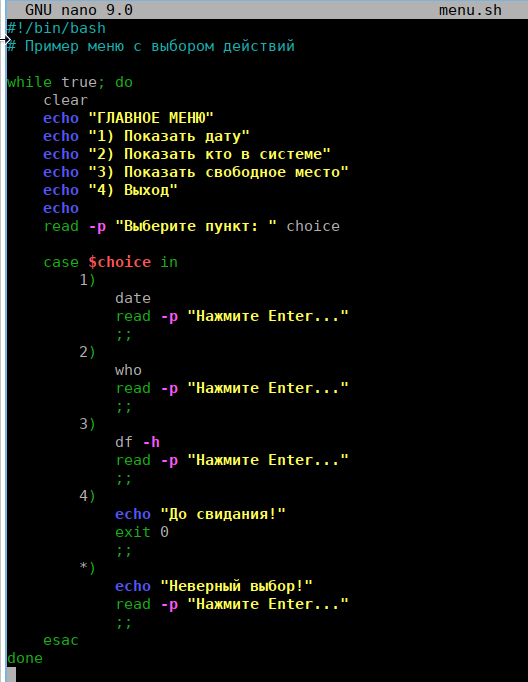 GNU nano 9.0 menu.sh
#!/bin/bash
# Пример меню с выбором действий
while true; do
    clear
    echo "ГЛАВНОЕ МЕНЮ"
    echo "1) Показать дату"
    echo "2) Показать кто в системе"
    echo "3) Показать свободное место"
    echo "4) Выход"
    echo
    read -p "Выберите пункт: " choice
    case $choice in
        1)
            date
            read -p "Нажмите Enter..."
            ;;
        2)
            who
            read -p "Нажмите Enter..."
            ;;
        3)
            df -h
            read -p "Нажмите Enter..."
            ;;
        4)
            echo "До свидания!"
            exit 0
            ;;
        *)
            echo "Неверный выбор!"
            read -p "Нажмите Enter..."
            ;;
    esac
done